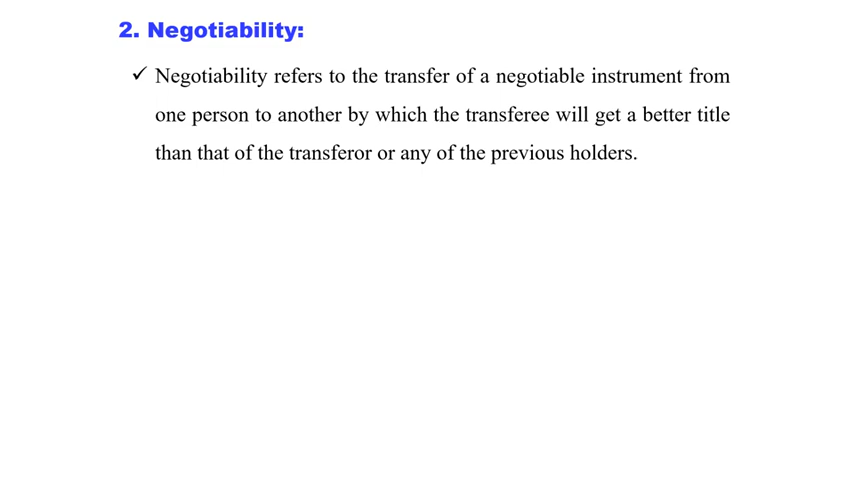 2. Negotiability:
✓ Negotiability refers to the transfer of a negotiable instrument from
one person to another by which the transferee will get a better title
than that of the transferor or any of the previous holders.